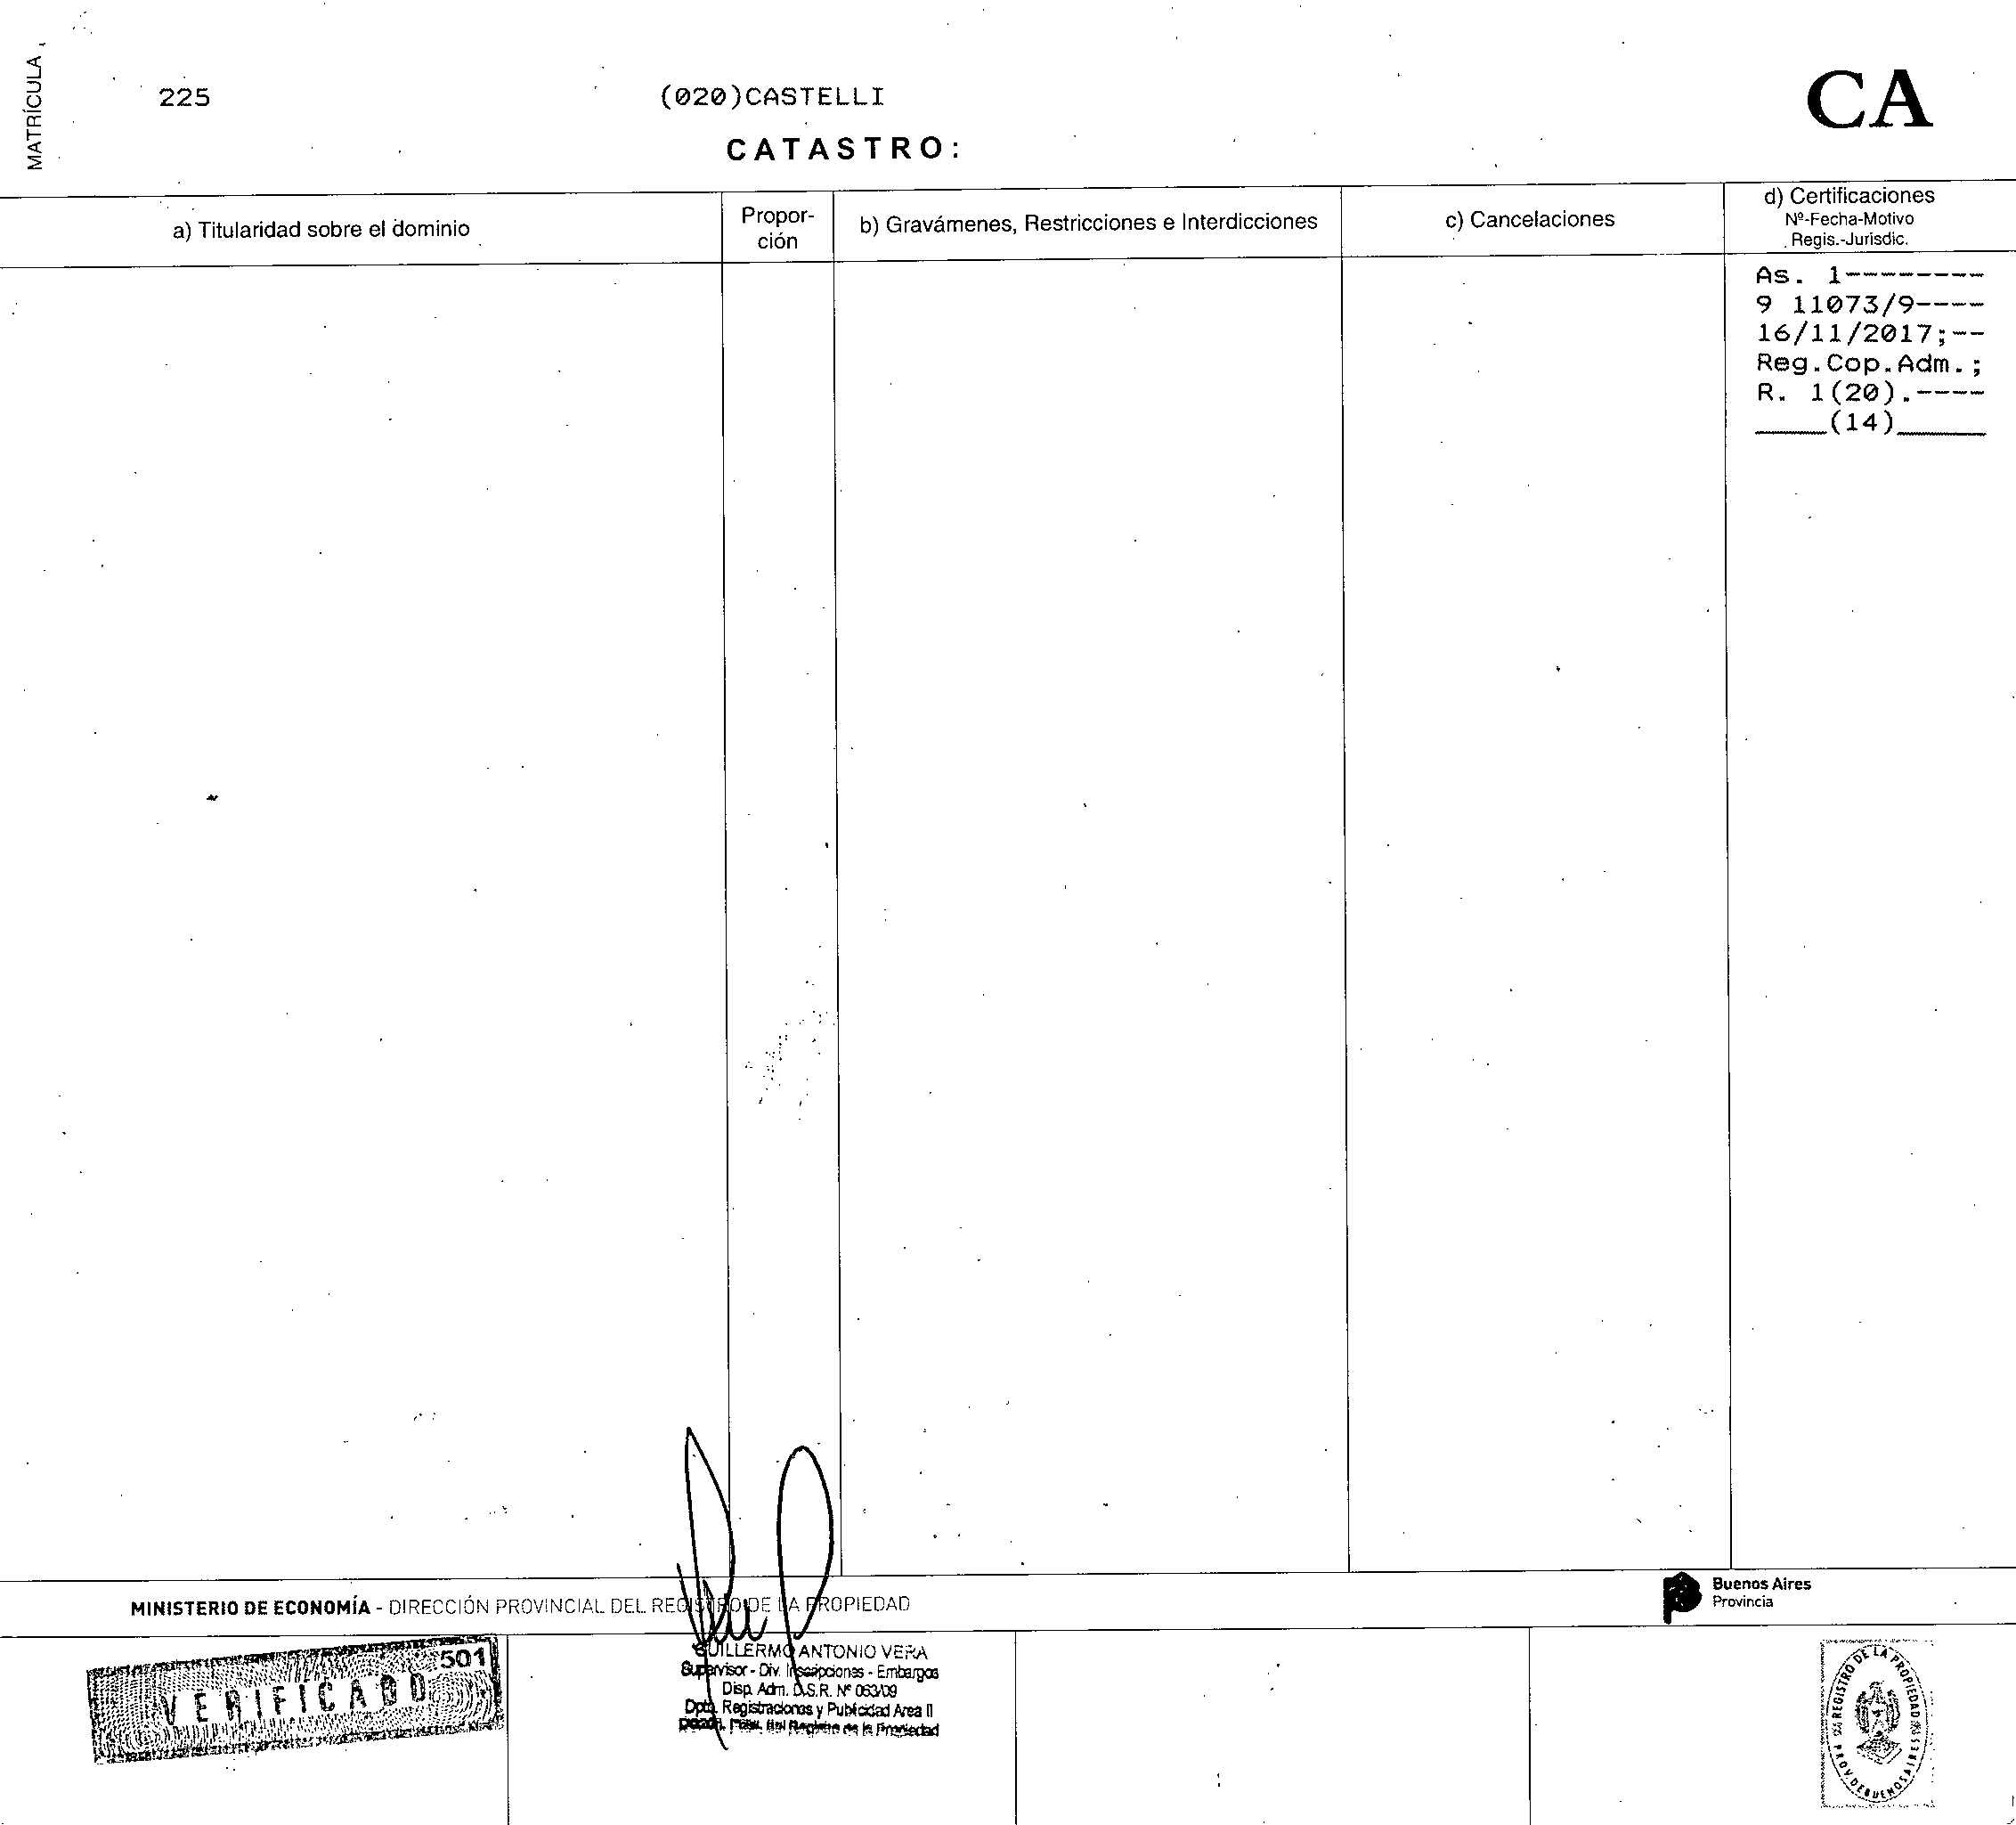 MATRÍCULA
225
(020)CASTELLI
CA
CATASTRO:
a) Titularidad sobre el dominio
Propor-
ción
b) Gravámenes, Restricciones e Interdicciones
c) Cancelaciones
d) Certificaciones
Nº-Fecha-Motivo
Regis.-Jurisdic.
As. 1--------
9 11073/9----
16/11/2017;--
Reg.Cop.Adm.;
R. 1(20).----
____(14)_____
MINISTERIO DE ECONOMÍA - DIRECCIÓN PROVINCIAL DEL REGISTRO DE LA PROPIEDAD
Buenos Aires
Provincia
501
VERIFICADO
GUILLERMO ANTONIO VERA
Supervisor - Div. Inscripciones - Embargos
Disp. Adm. D.S.R. Nº 063/09
Dpto. Registraciones y Publicidad Area II
Prov. del Registro de la Propiedad
REGISTRO DE LA PROPIEDAD
PROV. DE BUENOS AIRES